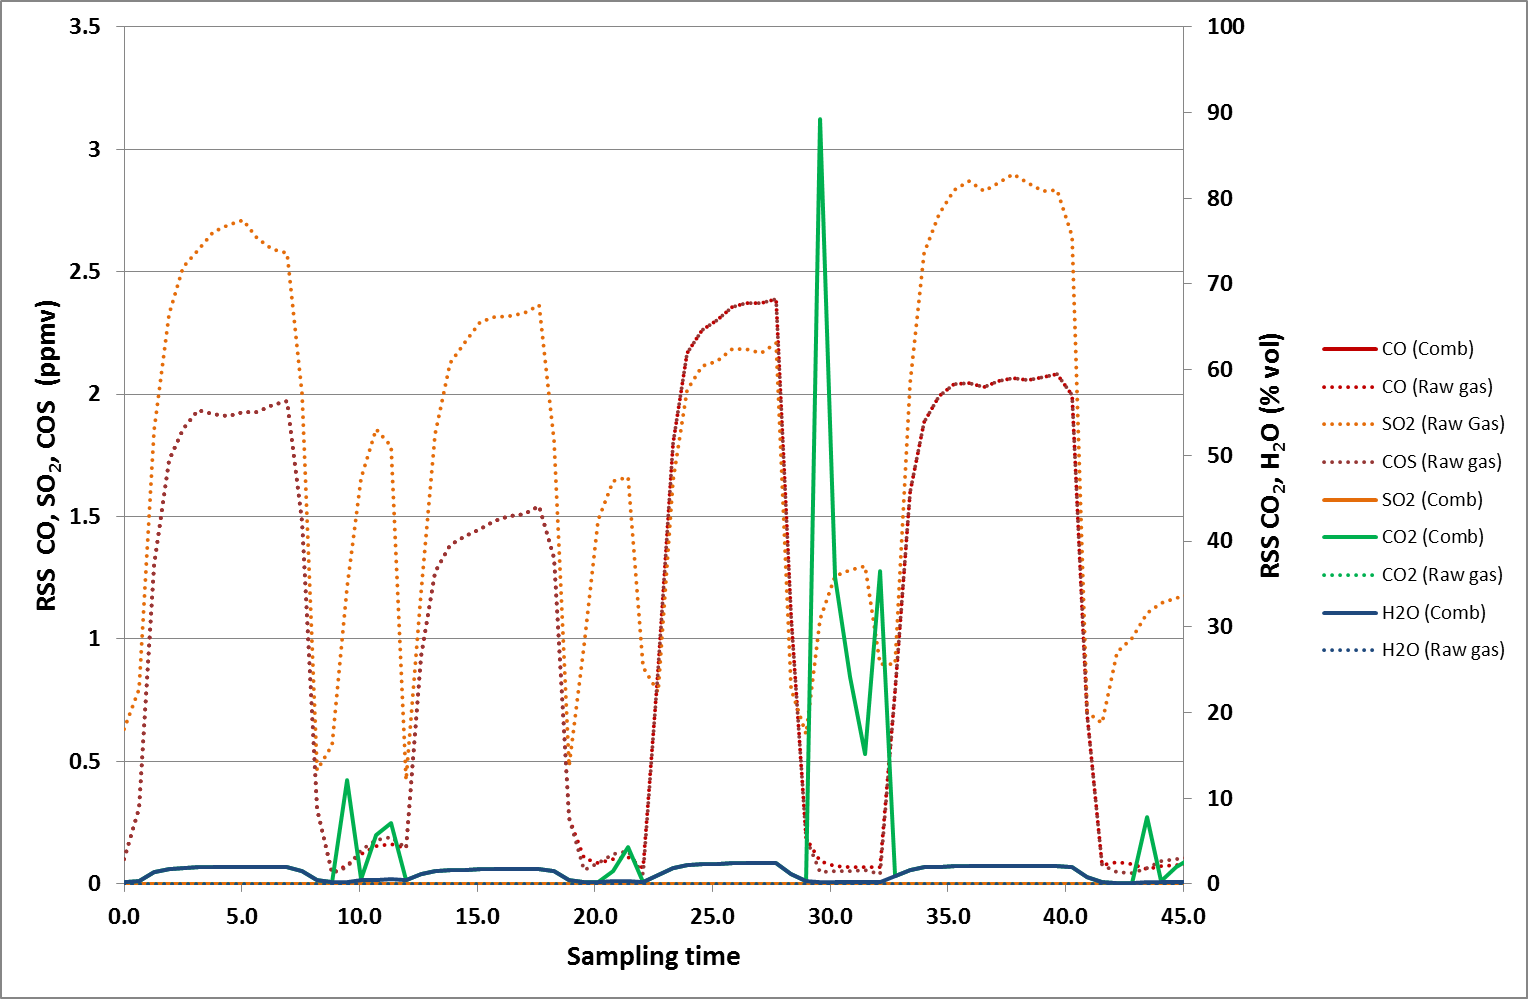 3.5
3
2.5
2
1.5
1
0.5
0
RSS CO, SO₂, COS (ppmv)
0.0 5.0 10.0 15.0 20.0 25.0 30.0 35.0 40.0 45.0
Sampling time
100
90
80
70
60
50
40
30
20
10
0
RSS CO₂, H₂O (% vol)
CO (Comb)
CO (Raw gas)
SO2 (Raw Gas)
COS (Raw gas)
SO2 (Comb)
CO2 (Comb)
CO2 (Raw gas)
H2O (Comb)
H2O (Raw gas)